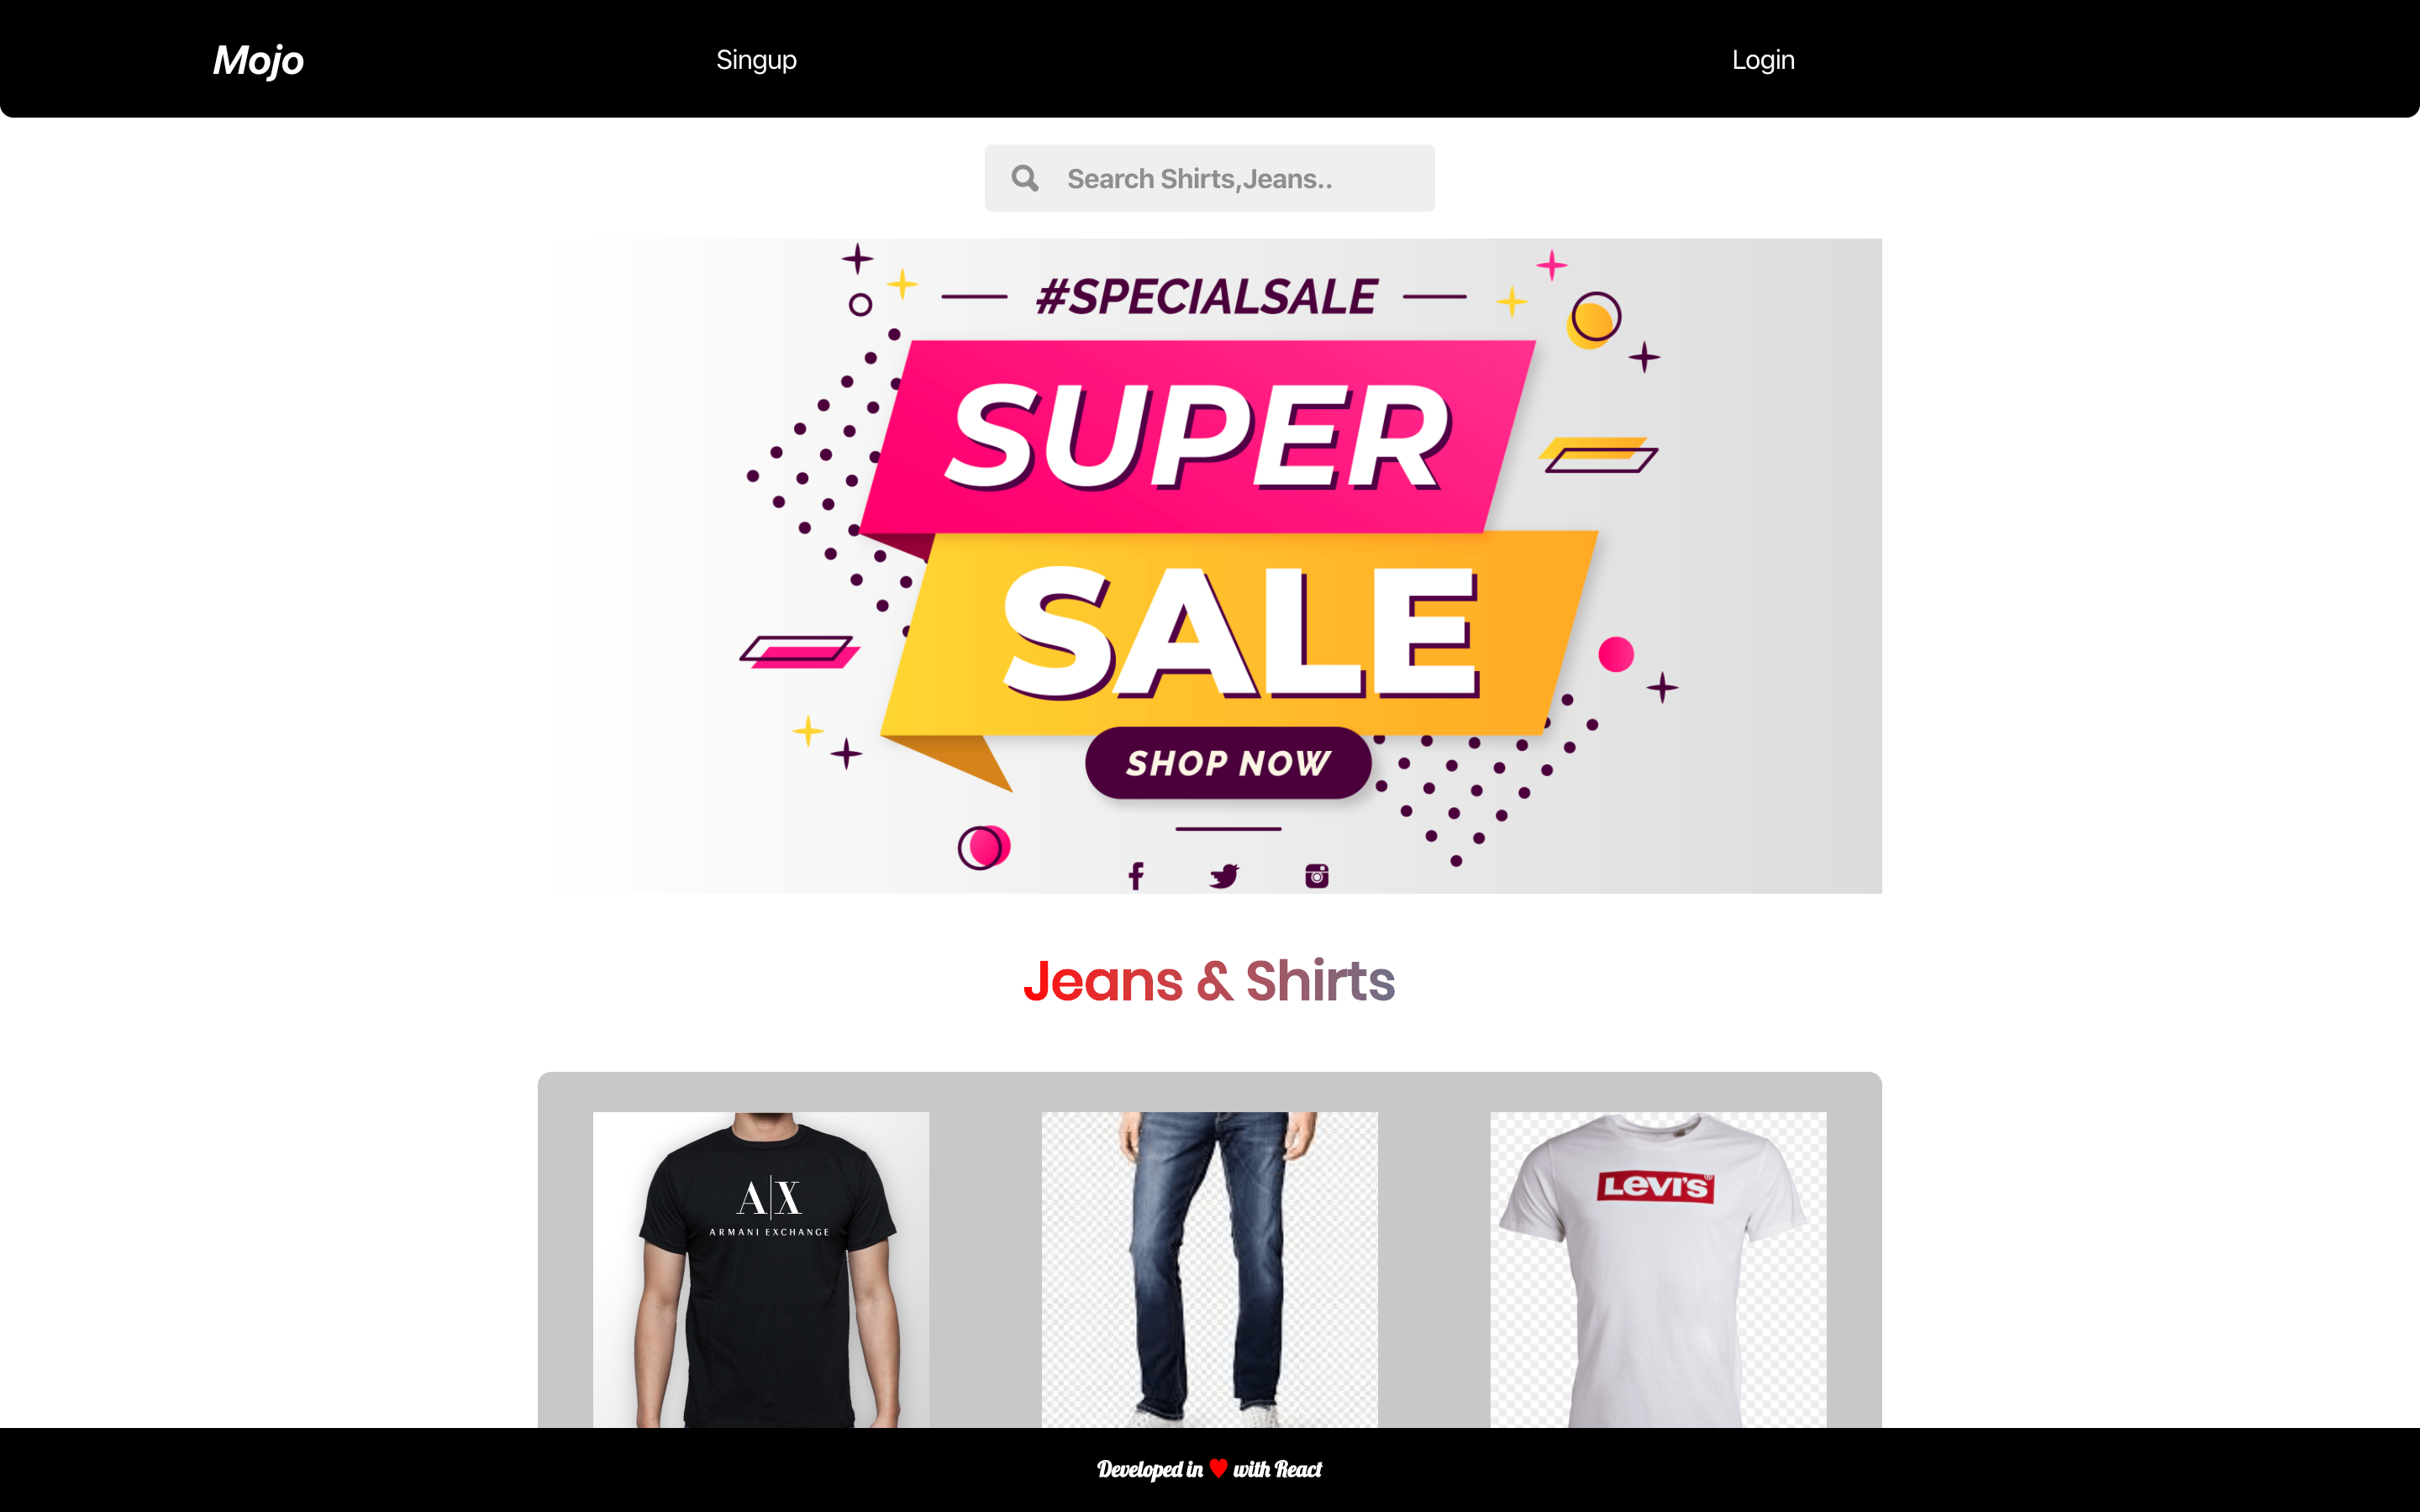 Mojo
Singup
Login
Search Shirts,Jeans..
#SPECIALSALE
SUPER
SALE
SHOP NOW
Jeans & Shirts
A|X
ARMANI EXCHANGE
Levi's®
Developed in ♥ with React